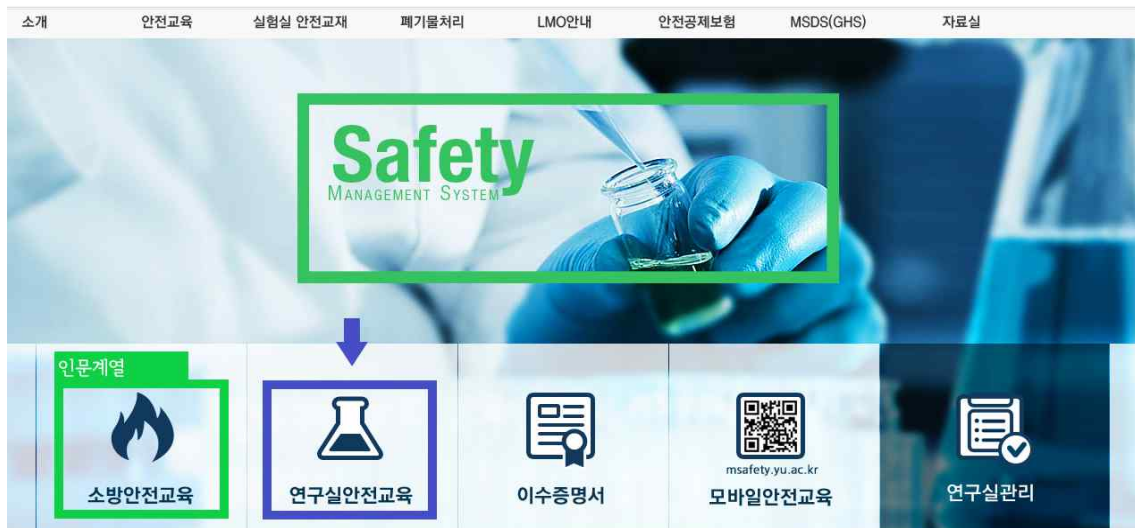 소개 안전교육 실험실 안전교재 폐기물처리 LMO안내 안전공제보험 MSDS(GHS) 자료실
Safety
MANAGEMENT SYSTEM
인문계열
소방안전교육 연구실안전교육 이수증명서 msafety.yu.ac.kr 모바일안전교육 연구실관리